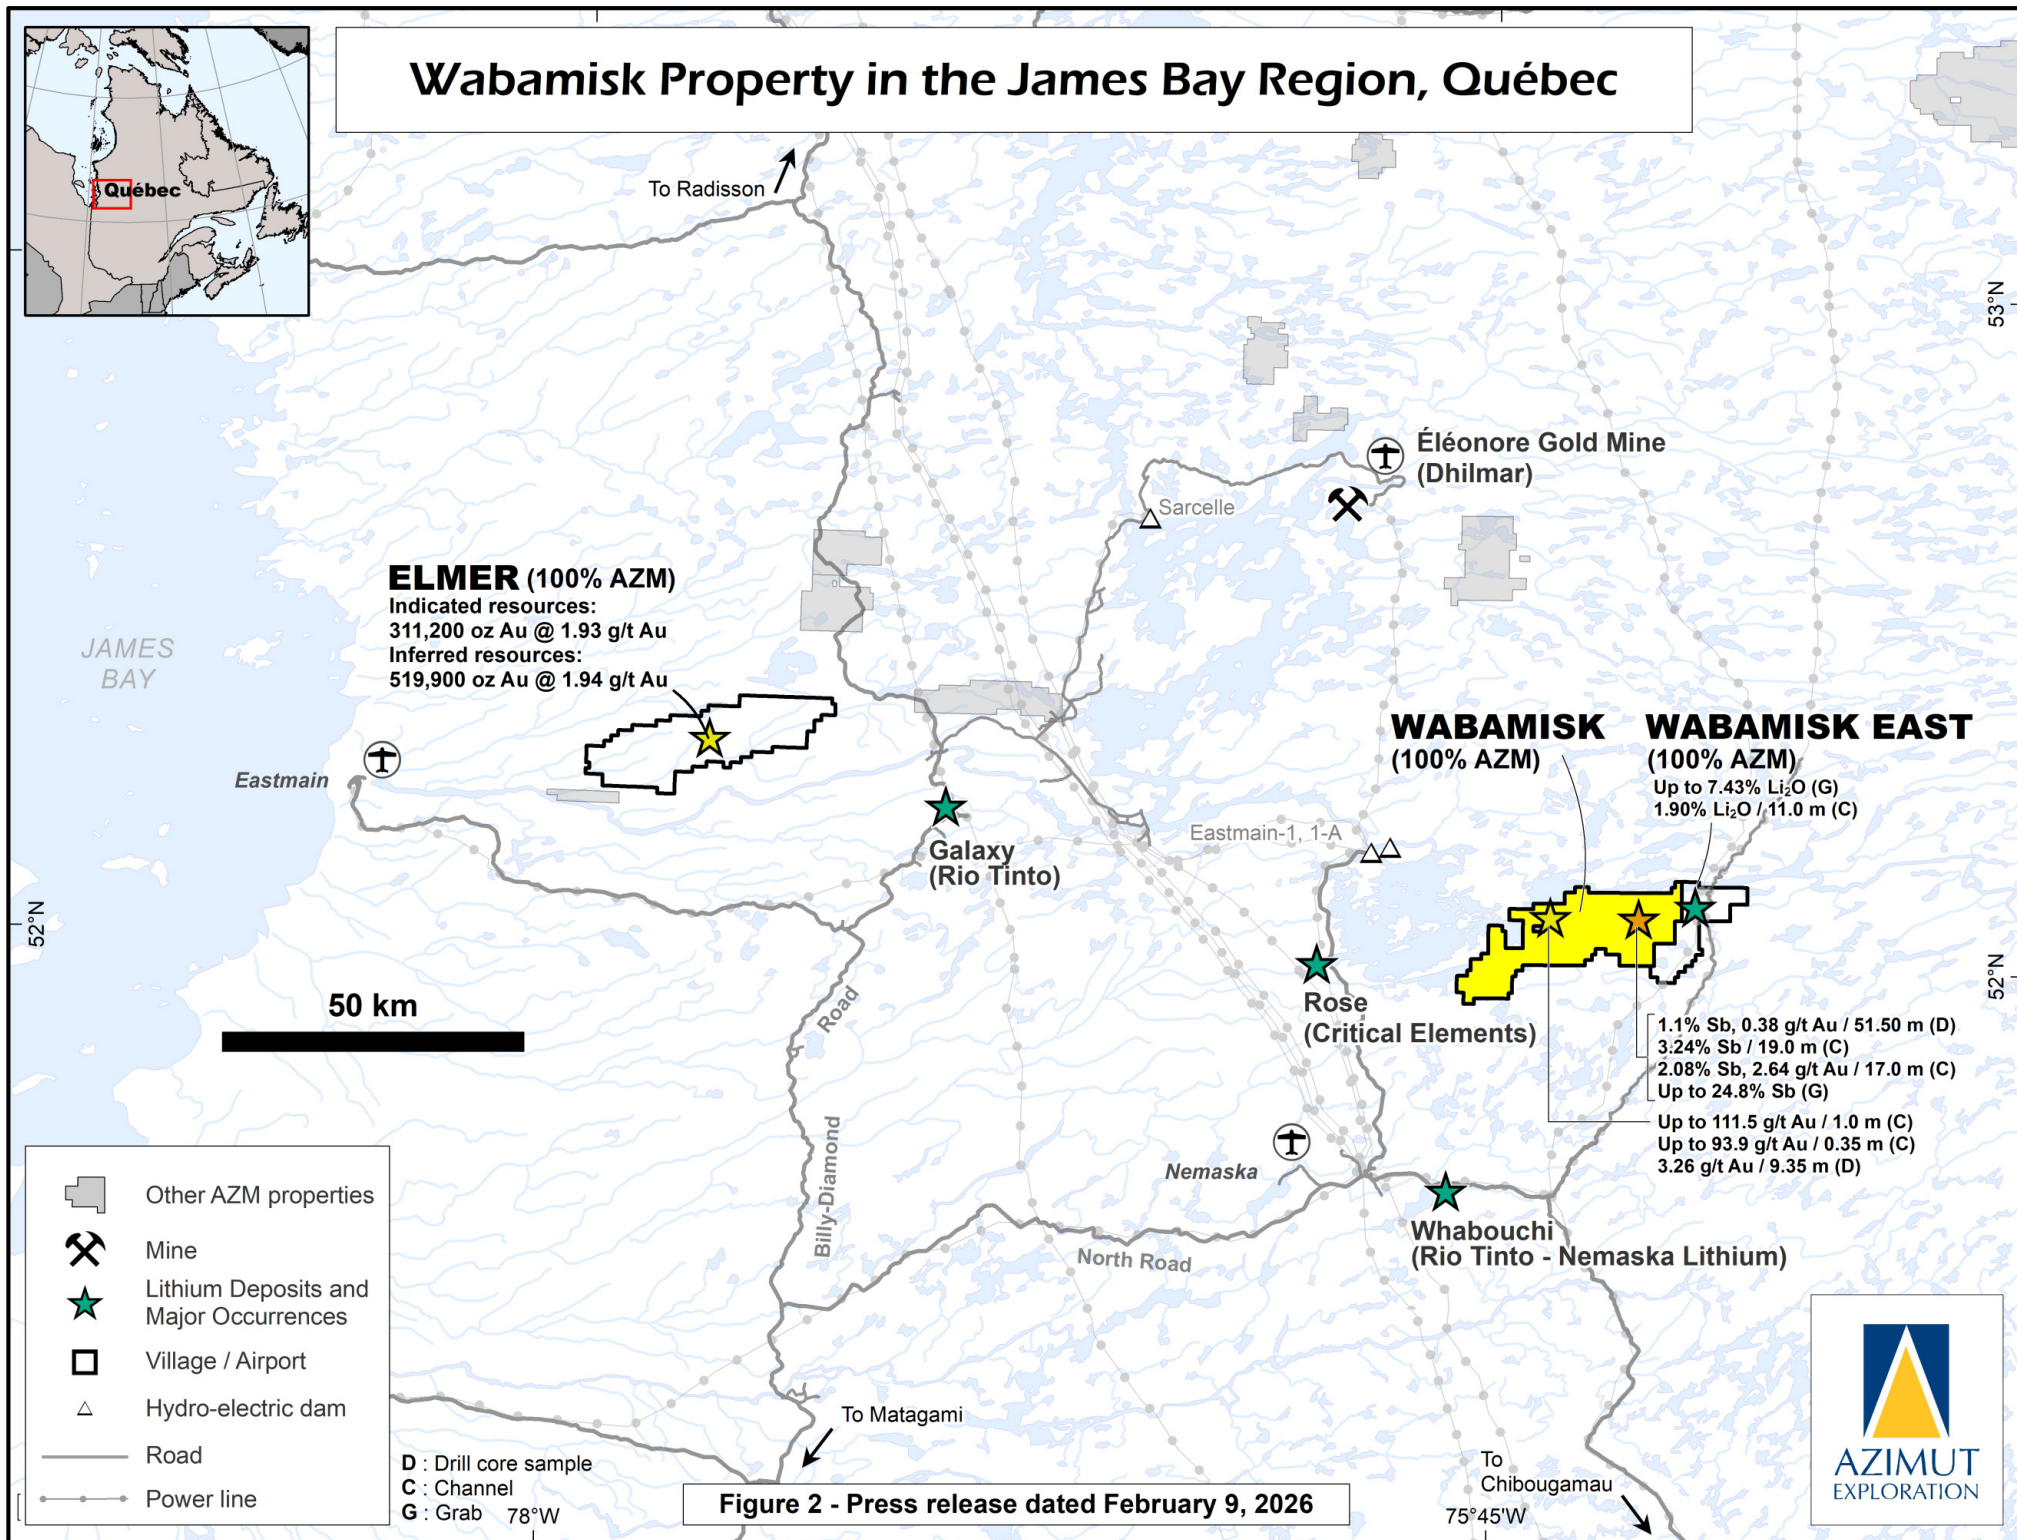 Wabamisk Property in the James Bay Region, Québec
Québec
To Radisson
53°N
Éléonore Gold Mine
(Dhilmar)
Sarcelle
ELMER (100% AZM)
Indicated resources:
311,200 oz Au @ 1.93 g/t Au
Inferred resources:
519,900 oz Au @ 1.94 g/t Au
JAMES
BAY
WABAMISK
(100% AZM)
WABAMISK EAST
(100% AZM)
Up to 7.43% Li₂O (G)
1.90% Li₂O / 11.0 m (C)
Eastmain
Eastmain-1, 1-A
Galaxy
(Rio Tinto)
52°N
52°N
50 km
Road
Rose
(Critical Elements)
1.1% Sb, 0.38 g/t Au / 51.50 m (D)
3.24% Sb / 19.0 m (C)
2.08% Sb, 2.64 g/t Au / 17.0 m (C)
Up to 24.8% Sb (G)
Up to 111.5 g/t Au / 1.0 m (C)
Up to 93.9 g/t Au / 0.35 m (C)
3.26 g/t Au / 9.35 m (D)
Billy-Diamond
Nemaska
Whabouchi
(Rio Tinto - Nemaska Lithium)
North Road
Other AZM properties
Mine
Lithium Deposits and
Major Occurrences
Village / Airport
Hydro-electric dam
Road
Power line
D : Drill core sample
C : Channel
G : Grab
78°W
To Matagami
Figure 2 - Press release dated February 9, 2026
To
Chibougamau
75°45'W
AZIMUT
EXPLORATION